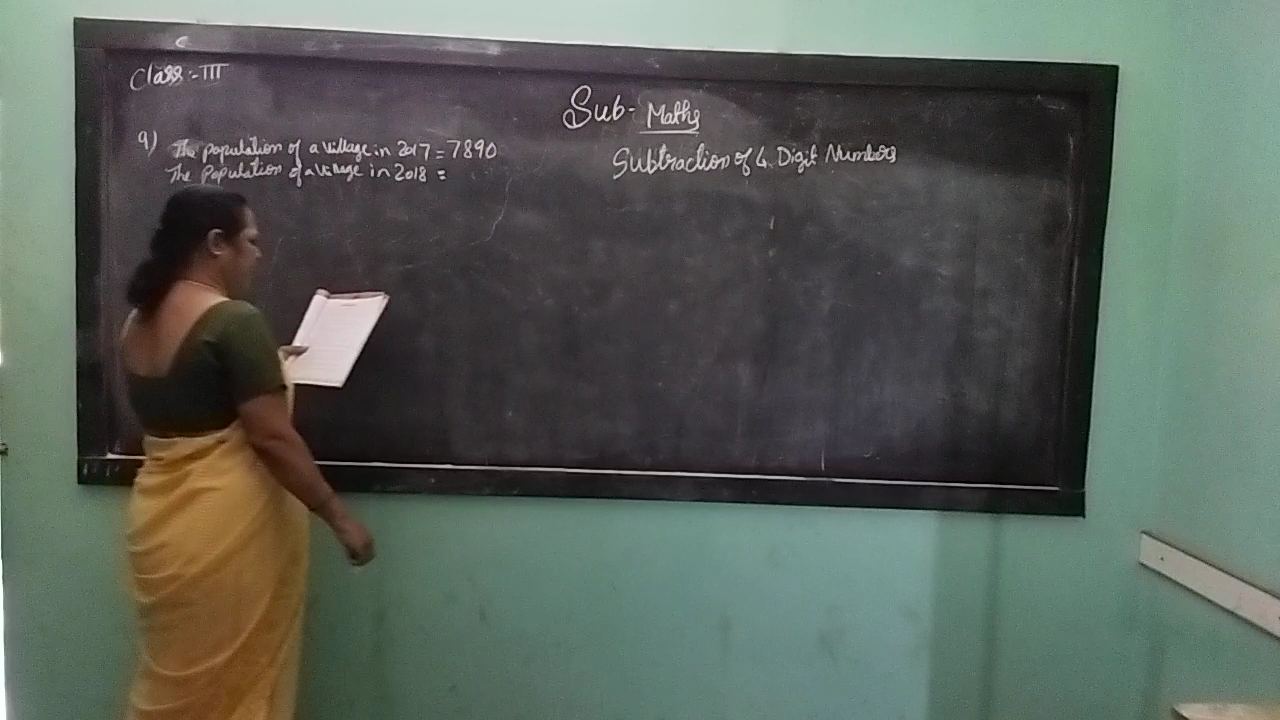 Class:-III
Sub- Maths
Subtraction of 4 Digit Numbers
9) The population of a village in 2017 = 7890
The Population of a village in 2018 =